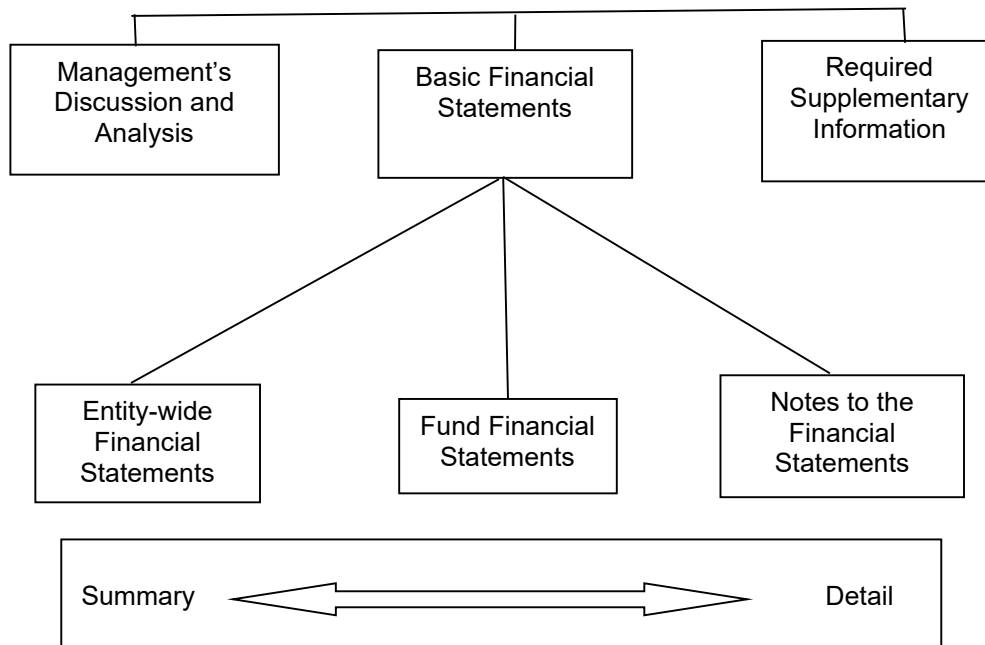 Management’s
Discussion and
Analysis
Basic Financial
Statements
Required
Supplementary
Information
Entity-wide
Financial
Statements
Fund Financial
Statements
Notes to the
Financial
Statements
Summary
Detail